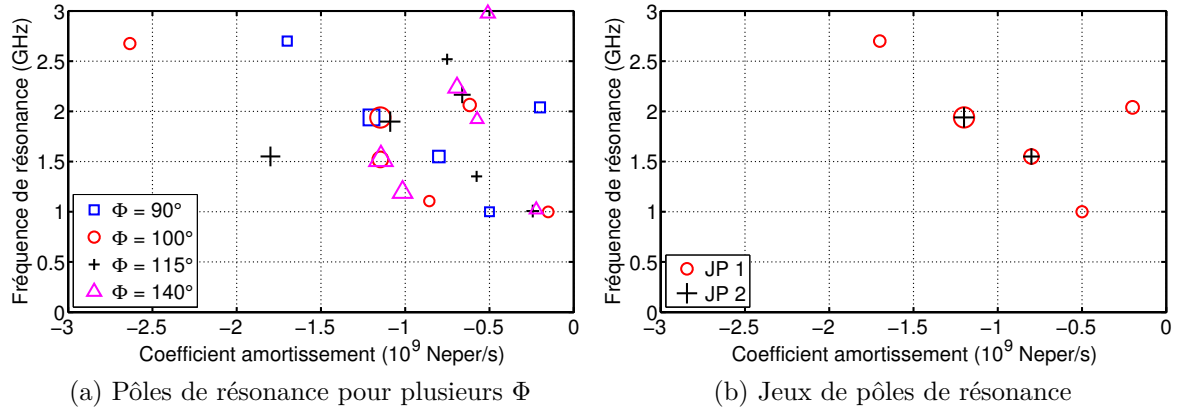 3
2.5
2
1.5
1
0.5
0
Fréquence de résonance (GHz)
Φ = 90°
Φ = 100°
Φ = 115°
Φ = 140°
−3 −2.5 −2 −1.5 −1 −0.5 0
Coefficient amortissement (10⁹ Neper/s)
(a) Pôles de résonance pour plusieurs Φ
3
2.5
2
1.5
1
0.5
0
Fréquence de résonance (GHz)
JP 1
JP 2
−3 −2.5 −2 −1.5 −1 −0.5 0
Coefficient amortissement (10⁹ Neper/s)
(b) Jeux de pôles de résonance